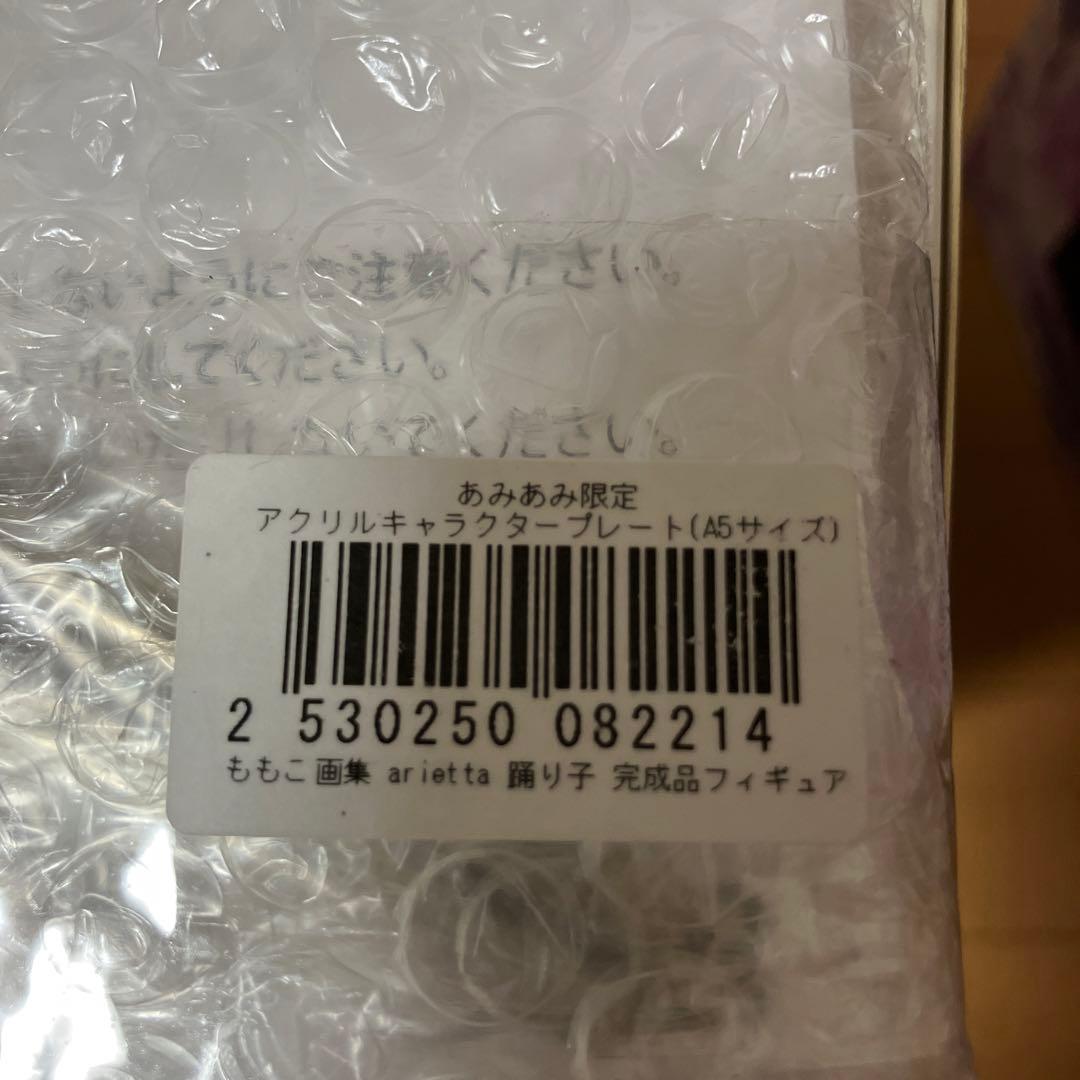 ないようにご注意ください。
にしてください。
しないでください。
あみあみ限定
アクリルキャラクタープレート(A5サイズ)
2 530250 082214
ももこ画集 arietta 踊り子 完成品フィギュア